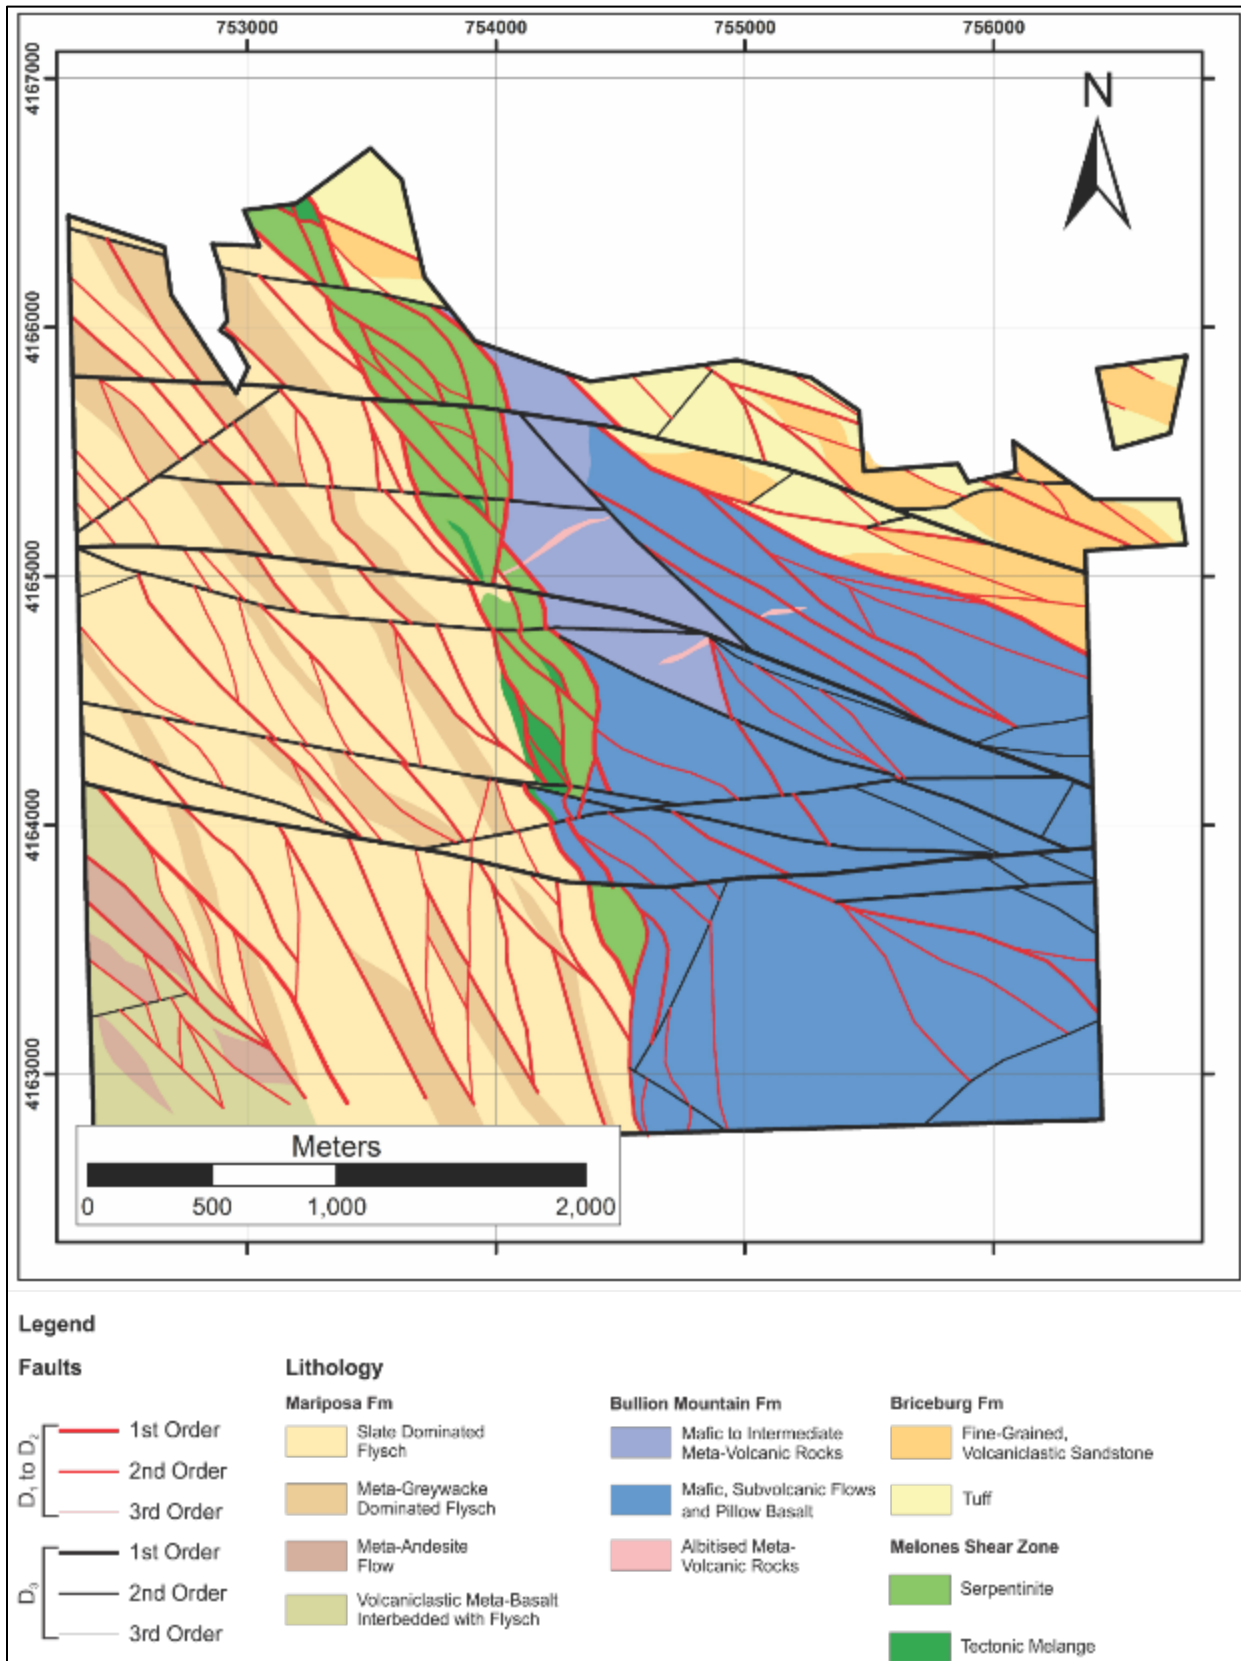 753000 754000 755000 756000
4167000
N
4166000
4165000
4164000
4163000
Meters
0 500 1,000 2,000
Legend
Faults
D1 to D2
1st Order
2nd Order
3rd Order
D3
1st Order
2nd Order
3rd Order
Lithology
Mariposa Fm
Slate Dominated
Flysch
Meta-Greywacke
Dominated Flysch
Meta-Andesite
Flow
Volcaniclastic Meta-Basalt
Interbedded with Flysch
Bullion Mountain Fm
Mafic to Intermediate
Meta-Volcanic Rocks
Mafic, Subvolcanic Flows
and Pillow Basalt
Albitised Meta-
Volcanic Rocks
Briceburg Fm
Fine-Grained,
Volcaniclastic Sandstone
Tuff
Melones Shear Zone
Serpentinite
Tectonic Melange